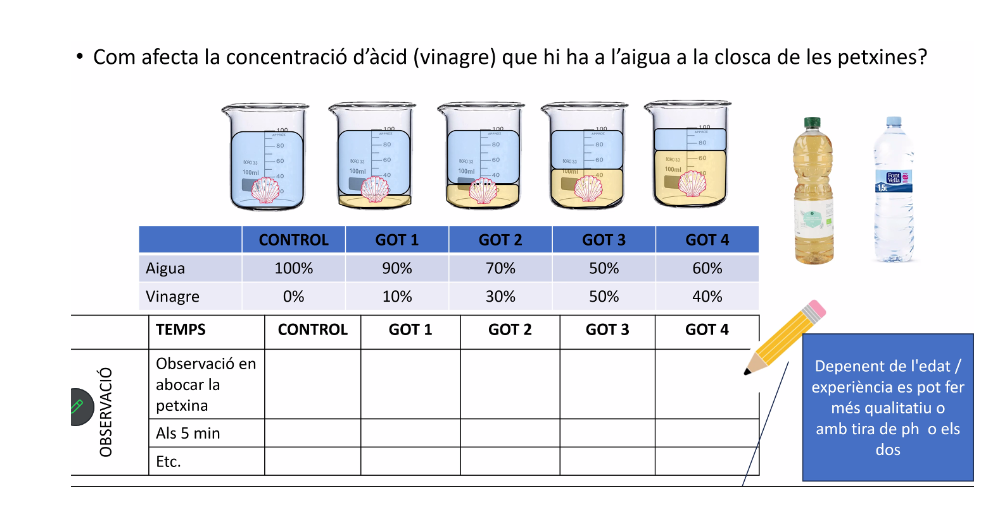 • Com afecta la concentració d'àcid (vinagre) que hi ha a l'aigua a la closca de les petxines?
CONTROL GOT 1 GOT 2 GOT 3 GOT 4
Aigua 100% 90% 70% 50% 60%
Vinagre 0% 10% 30% 50% 40%
TEMPS CONTROL GOT 1 GOT 2 GOT 3 GOT 4
OBSERVACIÓ
Observació en
abocar la
petxina
Als 5 min
Etc.
Depenent de l'edat /
experiència es pot fer
més qualitatiu o
amb tira de ph o els
dos